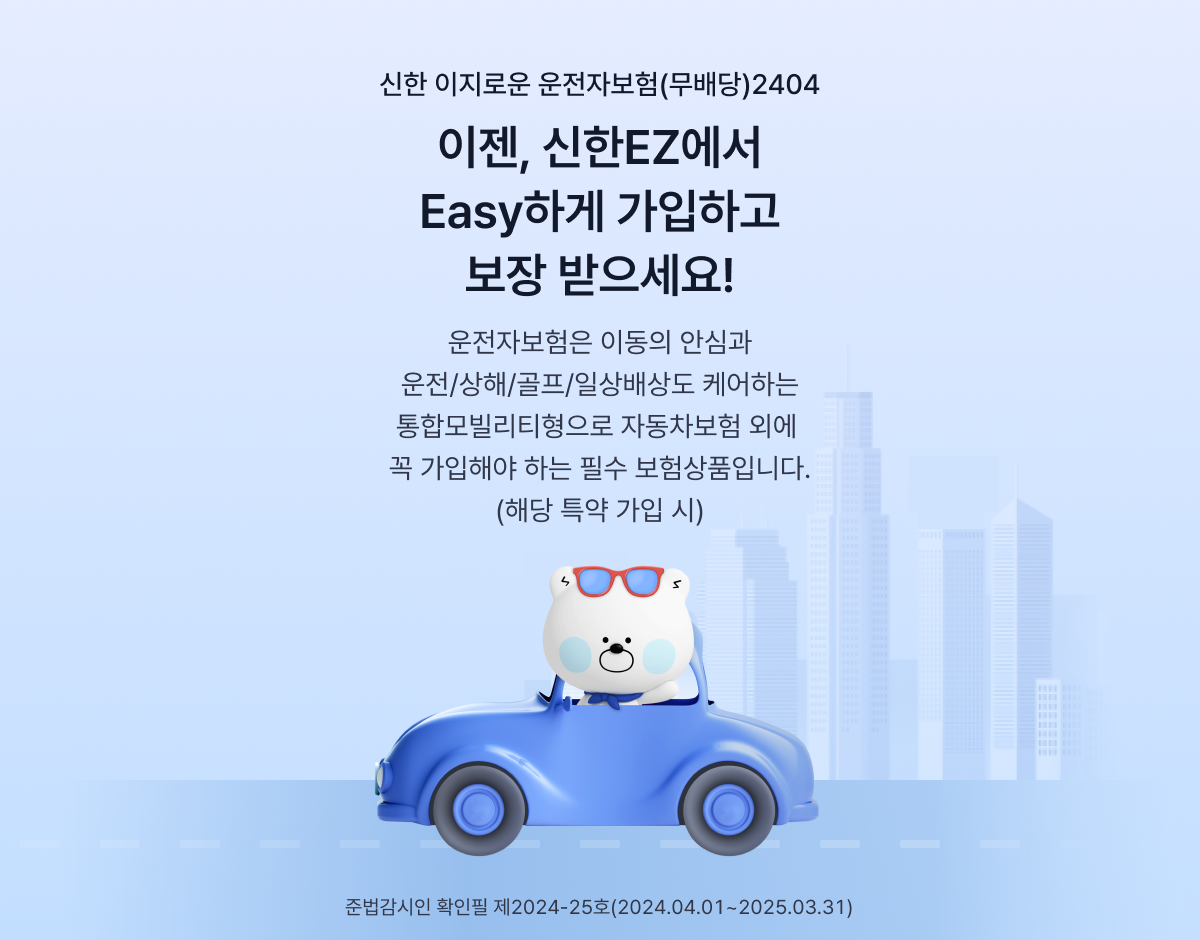 신한 이지로운 운전자보험(무배당)2404
이젠, 신한EZ에서
Easy하게 가입하고
보장 받으세요!
운전자보험은 이동의 안심과
운전/상해/골프/일상배상도 케어하는
통합모빌리티형으로 자동차보험 외에
꼭 가입해야 하는 필수 보험상품입니다.
(해당 특약 가입 시)
준법감시인 확인필 제2024-25호(2024.04.01~2025.03.31)